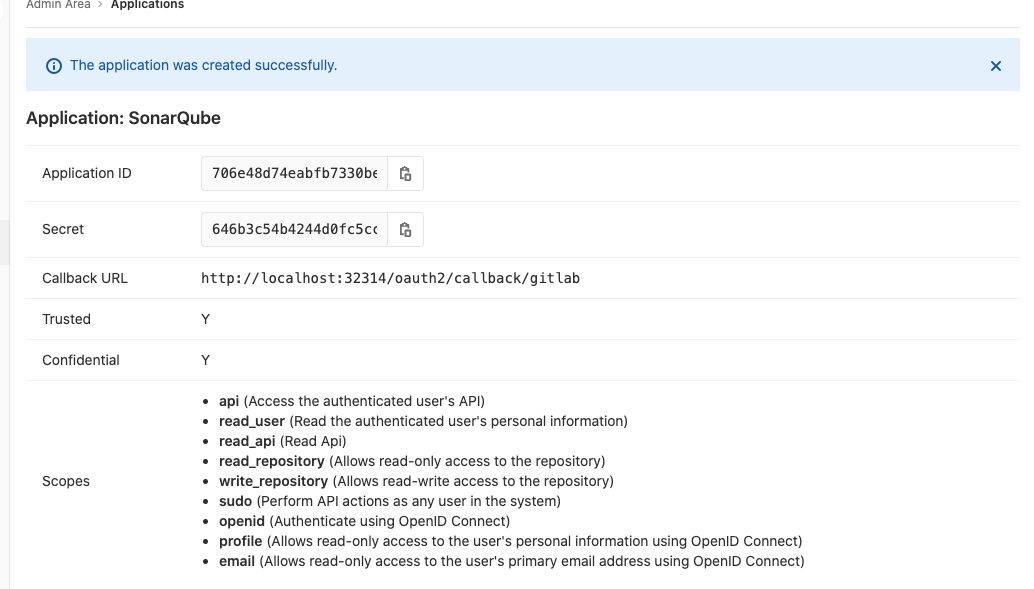 Admin Area > Applications
The application was created successfully.
Application: SonarQube
Application ID 706e48d74eabfb7330be
Secret 646b3c54b4244d0fc5cc
Callback URL http://localhost:32314/oauth2/callback/gitlab
Trusted Y
Confidential Y
Scopes
• api (Access the authenticated user's API)
• read_user (Read the authenticated user's personal information)
• read_api (Read Api)
• read_repository (Allows read-only access to the repository)
• write_repository (Allows read-write access to the repository)
• sudo (Perform API actions as any user in the system)
• openid (Authenticate using OpenID Connect)
• profile (Allows read-only access to the user's personal information using OpenID Connect)
• email (Allows read-only access to the user's primary email address using OpenID Connect)